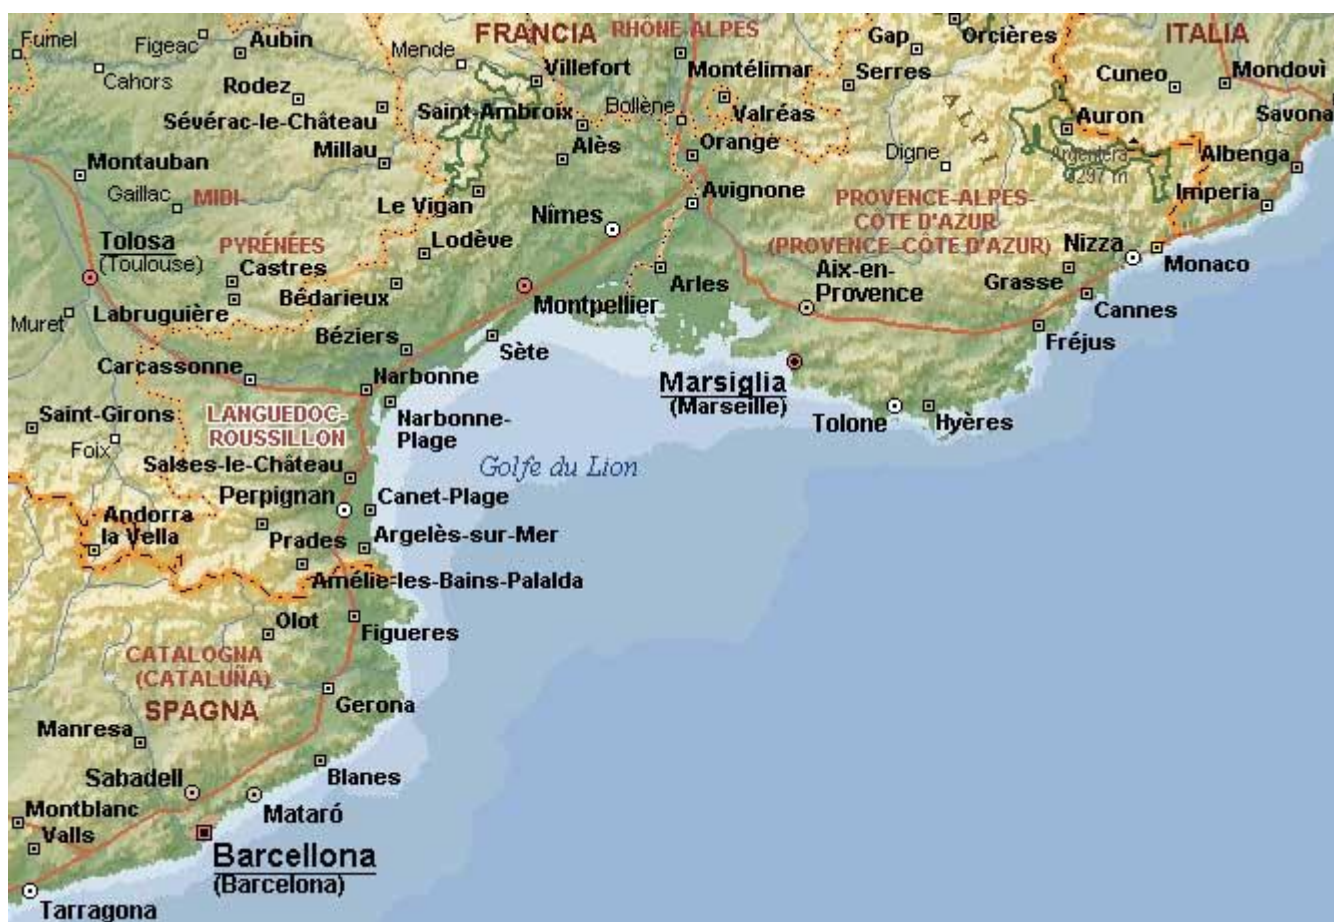 FRANCIA
RHÔNE-ALPES
ITALIA
Fumel
Figeac
Aubin
Mende
Villefort
Montélimar
Gap
Orcières
Serres
Cuneo
Mondovì
Cahors
Rodez
Sévérac-le-Château
Saint-Ambroix
Bollène
Valréas
ALPI
Auron
Savona
Montauban
Millau
Alès
Orange
Digne
Argentera
3297 m
Albenga
Gaillac
MIDI-
PYRÉNÉES
Le Vigan
Nîmes
Avignone
PROVENCE-ALPES-
COTE D'AZUR
(PROVENCE-CÔTE D'AZUR)
Imperia
Tolosa
(Toulouse)
Castres
Lodève
Bédarieux
Arles
Aix-en-
Provence
Nizza
Monaco
Grasse
Cannes
Muret
Labruguière
Montpellier
Béziers
Sète
Fréjus
Carcassonne
Narbonne
Marsiglia
(Marseille)
Saint-Girons
LANGUEDOC-
ROUSSILLON
Narbonne-
Plage
Tolone
Hyères
Foix
Salses-le-Château
Golfe du Lion
Perpignan
Canet-Plage
Andorra
la Vella
Prades
Argelès-sur-Mer
Amélie-les-Bains-Palalda
Olot
Figueres
CATALOGNA
(CATALUÑA)
SPAGNA
Gerona
Manresa
Sabadell
Blanes
Montblanc
Mataró
Valls
Barcellona
(Barcelona)
Tarragona